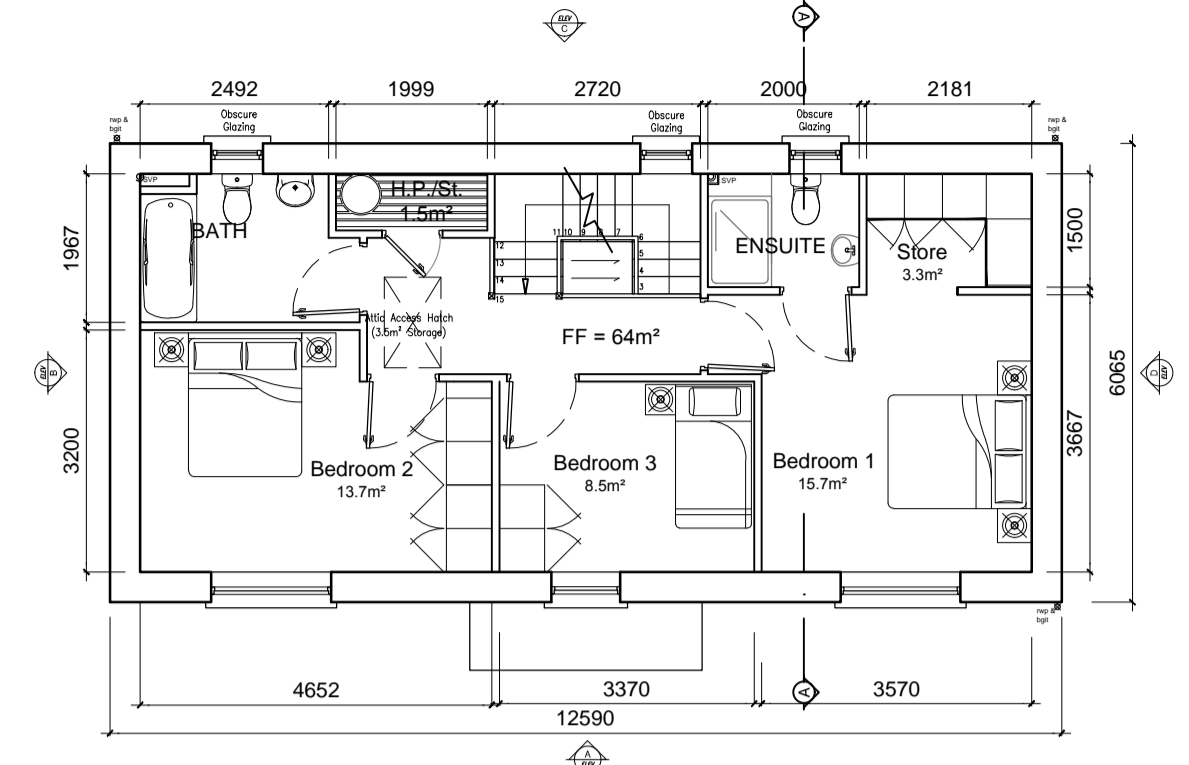 ELEV
C
A
2492
1999
2720
2000
2181
rwp &
bgit
Obscure
Glazing
Obscure
Glazing
Obscure
Glazing
rwp &
bgit
SVP
H.P./St.
1.5m²
SVP
BATH
ENSUITE
Store
3.3m²
1967
1500
11
10
9
8
7
6
12
5
13
4
14
3
15
Attic Access Hatch
(3.5m² Storage)
FF = 64m²
ELEV
B
D
ELEV
6065
3200
3667
Bedroom 2
13.7m²
Bedroom 3
8.5m²
Bedroom 1
15.7m²
rwp &
bgit
4652
3370
A
3570
12590
A
ELEV